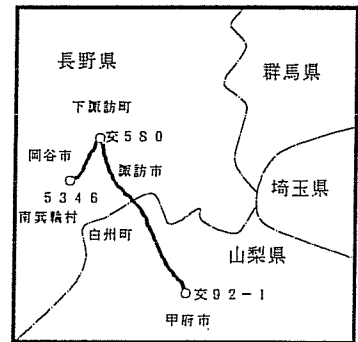 長野県
群馬県
下諏訪町
交580
岡谷市
諏訪市
5346
埼玉県
南箕輪村
白州町
山梨県
交92-1
甲府市